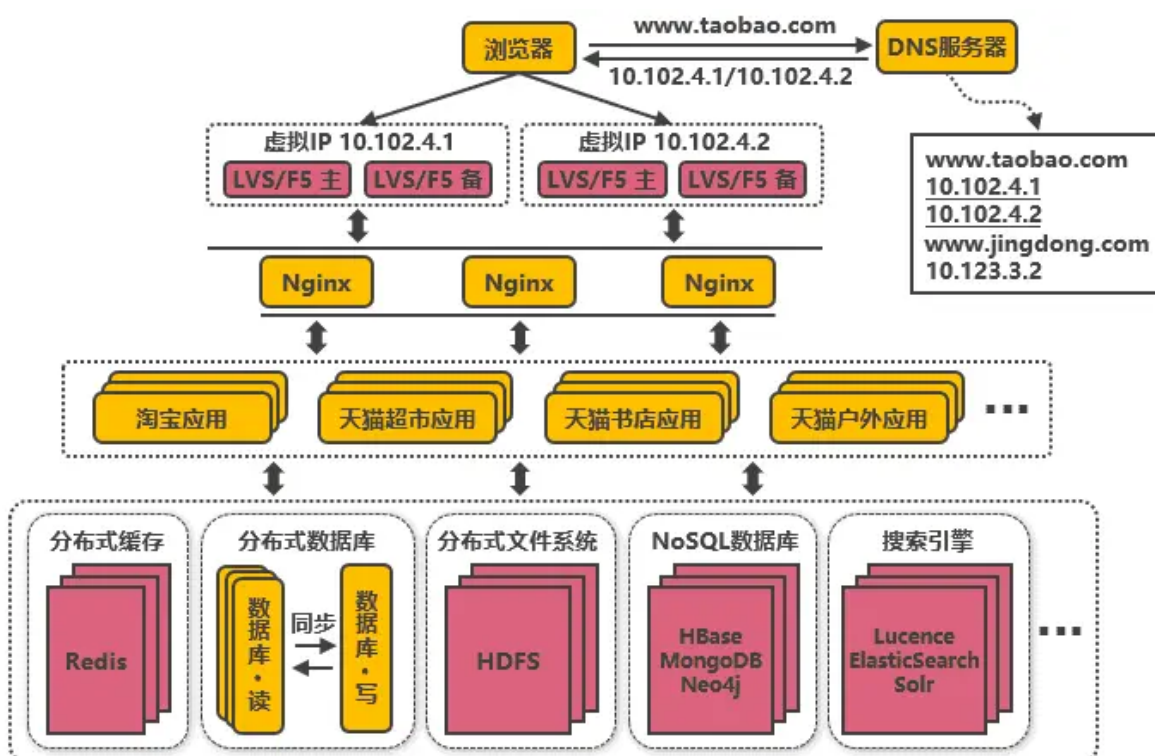 www.taobao.com
浏览器
DNS服务器
10.102.4.1/10.102.4.2
虚拟IP 10.102.4.1
LVS/F5 主
LVS/F5 备
虚拟IP 10.102.4.2
LVS/F5 主
LVS/F5 备
www.taobao.com
10.102.4.1
10.102.4.2
www.jingdong.com
10.123.3.2
Nginx
Nginx
Nginx
淘宝应用
天猫超市应用
天猫书店应用
天猫户外应用
...
分布式缓存
Redis
分布式数据库
数据库·读
同步
数据库·写
分布式文件系统
HDFS
NoSQL数据库
HBase
MongoDB
Neo4j
搜索引擎
Lucence
ElasticSearch
Solr
...